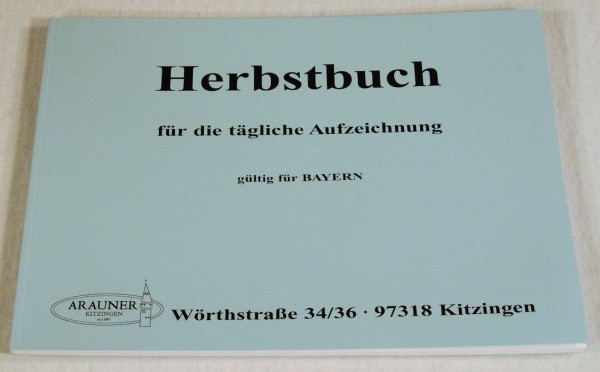 Herbstbuch
für die tägliche Aufzeichnung
gültig für BAYERN
ARAUNER
KITZINGEN
Wörthstraße 34/36 · 97318 Kitzingen